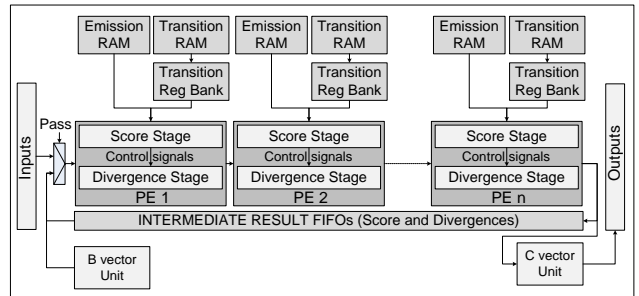 Emission RAM
Transition RAM
Emission RAM
Transition RAM
Emission RAM
Transition RAM
Transition Reg Bank
Transition Reg Bank
Transition Reg Bank
Inputs
Pass
Score Stage
Control signals
Divergence Stage
PE 1
Score Stage
Control signals
Divergence Stage
PE 2
Score Stage
Control signals
Divergence Stage
PE n
Outputs
INTERMEDIATE RESULT FIFOs (Score and Divergences)
B vector Unit
C vector Unit